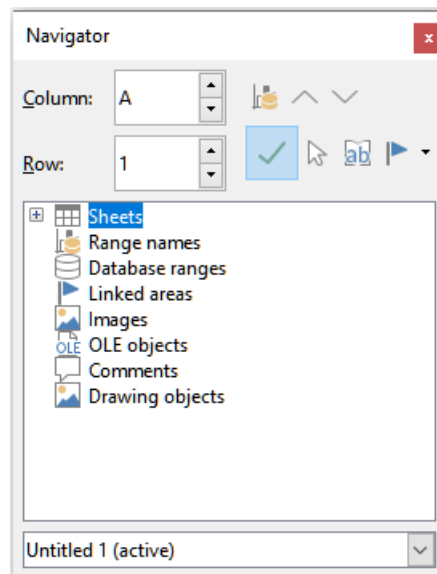 Navigator
x
Column: A
Row: 1
ab
Sheets
Range names
Database ranges
Linked areas
Images
OLE OLE objects
Comments
Drawing objects
Untitled 1 (active)